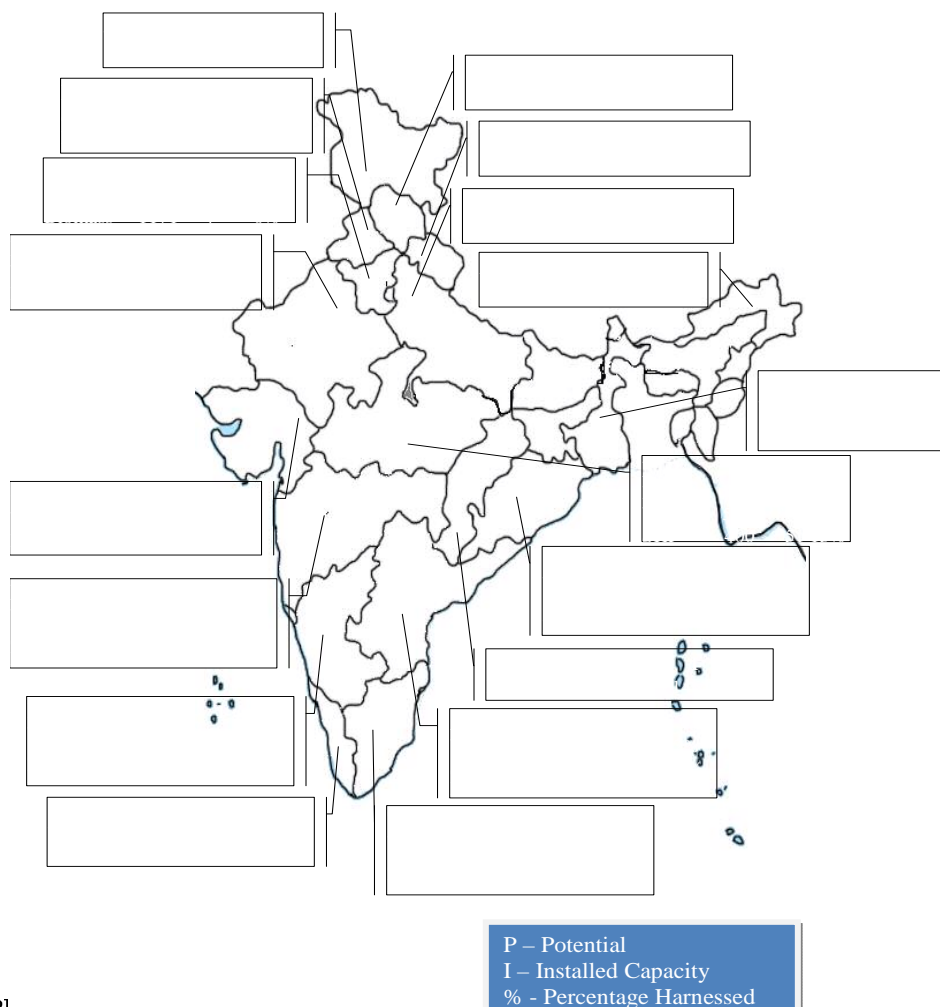 P – Potential
I – Installed Capacity
% - Percentage Harnessed